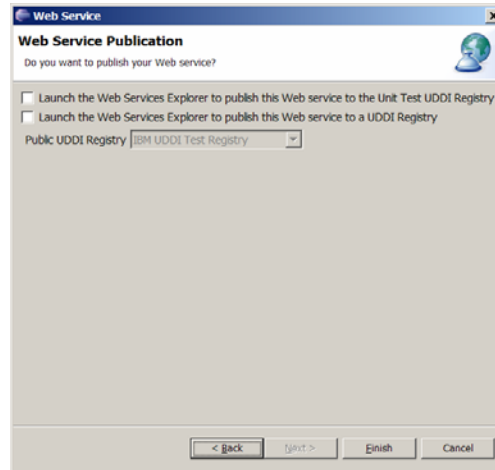 Web Service
Web Service Publication
Do you want to publish your Web service?
Launch the Web Services Explorer to publish this Web service to the Unit Test UDDI Registry
Launch the Web Services Explorer to publish this Web service to a UDDI Registry
Public UDDI Registry IBM UDDI Test Registry
< Back Next > Finish Cancel